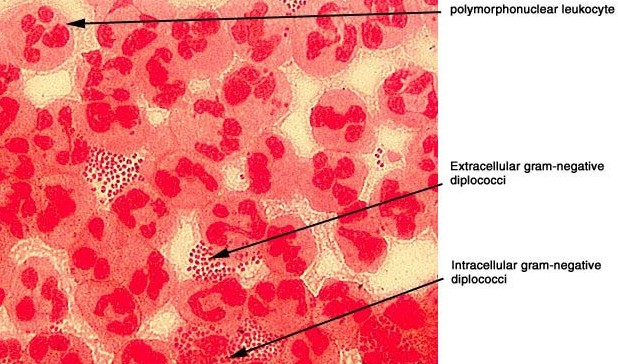 polymorphonuclear leukocyte
Extracellular gram-negative
diplococci
Intracellular gram-negative
diplococci